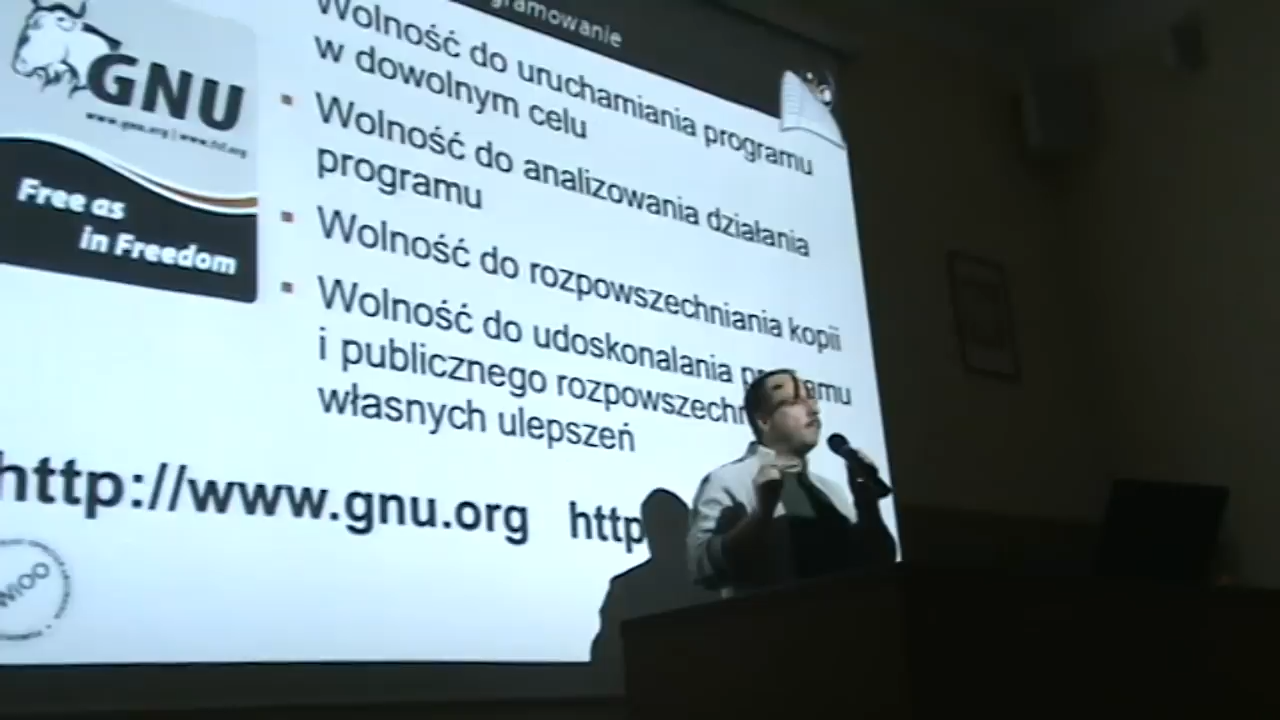 Wolność do uruchamiania programu
w dowolnym celu
Wolność do analizowania działania
programu
Wolność do rozpowszechniania kopii
Wolność do udoskonalania
i publicznego
własnych ulepszeń
http://www.gnu.org http
GNU
www.gnu.org | www.fsf.org
Free as
in Freedom
WiOO